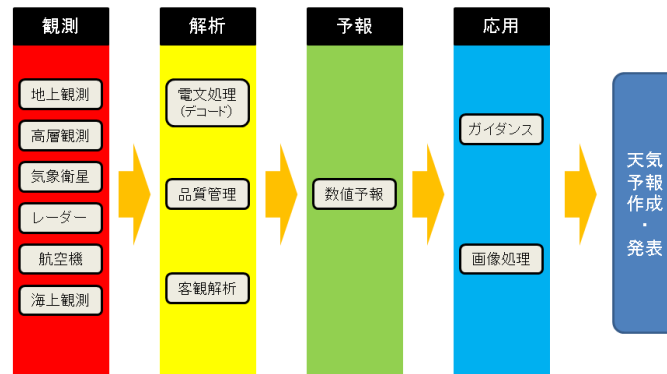 観測
地上観測
高層観測
気象衛星
レーダー
航空機
海上観測
解析
電文処理
(デコード)
品質管理
客観解析
予報
数値予報
応用
ガイダンス
画像処理
天気
予報
作成
・
発表